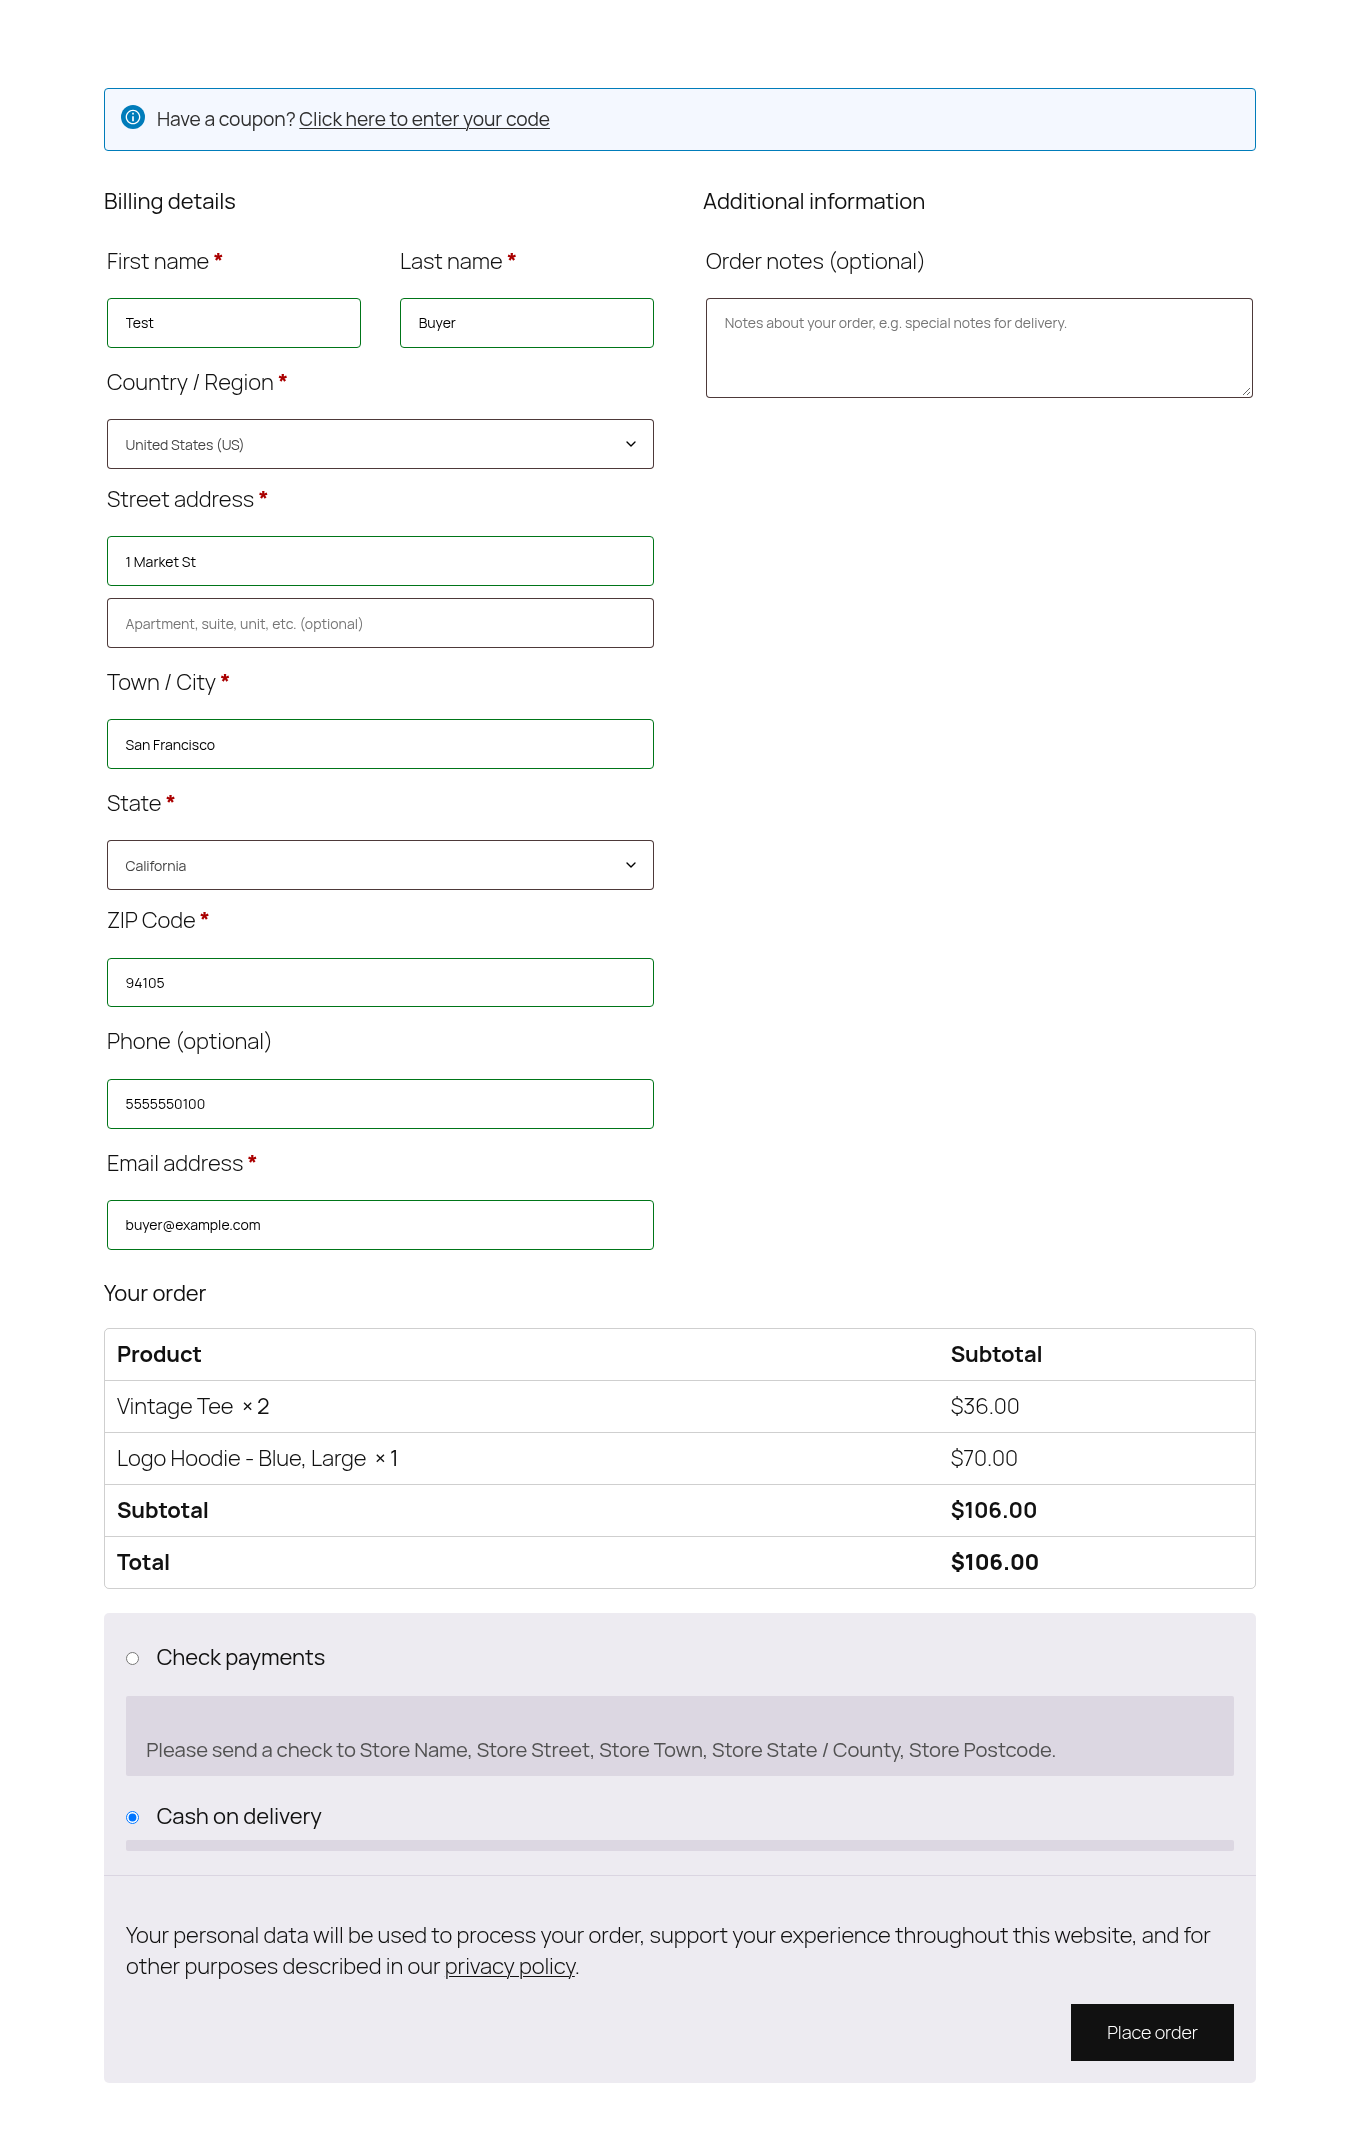 Have a coupon? Click here to enter your code
Billing details
First name *
Last name *
Test
Buyer
Country / Region *
United States (US)
Street address *
1 Market St
Apartment, suite, unit, etc. (optional)
Town / City *
San Francisco
State *
California
ZIP Code *
94105
Phone (optional)
5555550100
Email address *
buyer@example.com
Additional information
Order notes (optional)
Notes about your order, e.g. special notes for delivery.
Your order
Product Subtotal
Vintage Tee × 2 $36.00
Logo Hoodie - Blue, Large × 1 $70.00
Subtotal $106.00
Total $106.00
Check payments
Please send a check to Store Name, Store Street, Store Town, Store State / County, Store Postcode.
Cash on delivery
Your personal data will be used to process your order, support your experience throughout this website, and for
other purposes described in our privacy policy.
Place order